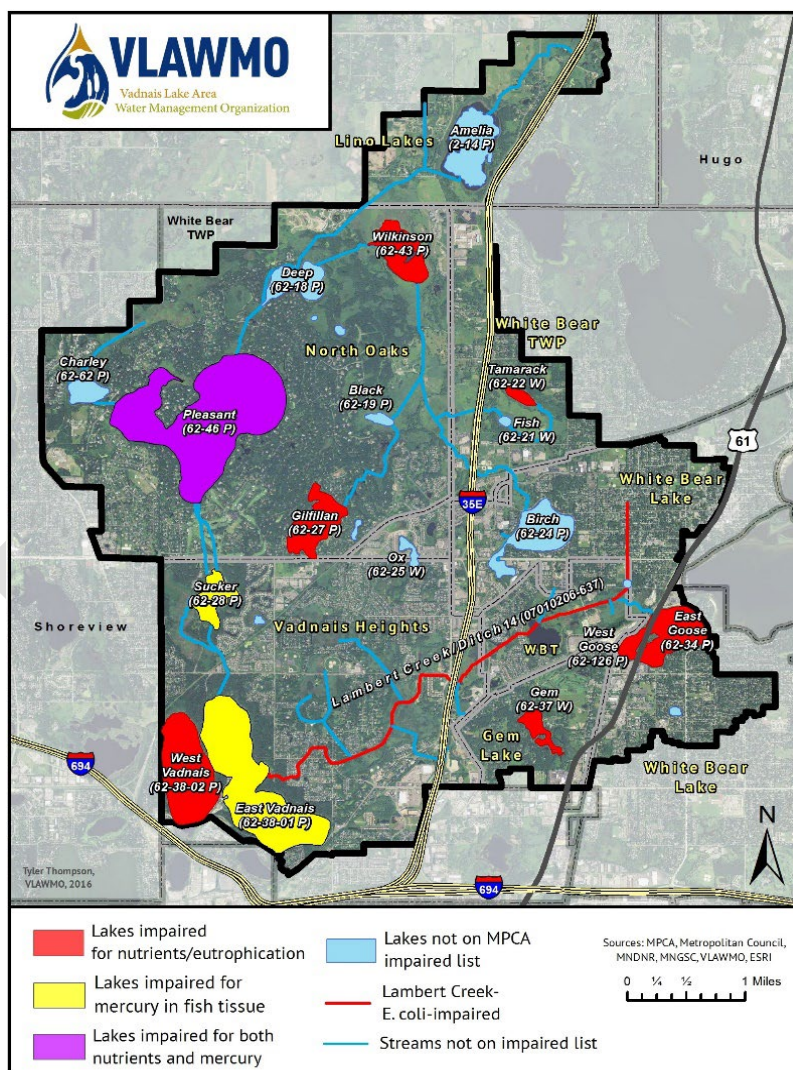 VLAWMO
Vadnais Lake Area
Water Management Organization
Lino Lakes
Amelia
(2-14 P)
Hugo
White Bear
TWP
Wilkinson
(62-43 P)
Deep
(62-18 P)
White Bear
TWP
North Oaks
Charley
(62-62 P)
Tamarack
(62-22 W)
Black
(62-19 P)
Pleasant
(62-46 P)
Fish
(62-21 W)
61
White Bear
Lake
35E
Gilfillan
(62-27 P)
Birch
(62-24 P)
Ox
(62-25 W)
Sucker
(62-28 P)
Shoreview
Vadnais Heights
Lambert Creek/Ditch 14 (07010206-637)
WBT
West
Goose
(62-126 P)
East
Goose
(62-34 P)
Gem
(62-37 W)
Gem
Lake
West
Vadnais
(62-38-02 P)
694
East Vadnais
(62-38-01 P)
White Bear
Lake
N
Tyler Thompson,
VLAWMO, 2016
694
Lakes impaired
for nutrients/eutrophication
Lakes impaired for
mercury in fish tissue
Lakes impaired for both
nutrients and mercury
Lakes not on MPCA
impaired list
Lambert Creek-
E. coli-impaired
Streams not on impaired list
Sources: MPCA, Metropolitan Council,
MNDNR, MNGSC, VLAWMO, ESRI
0 ¼ ½ 1 Miles